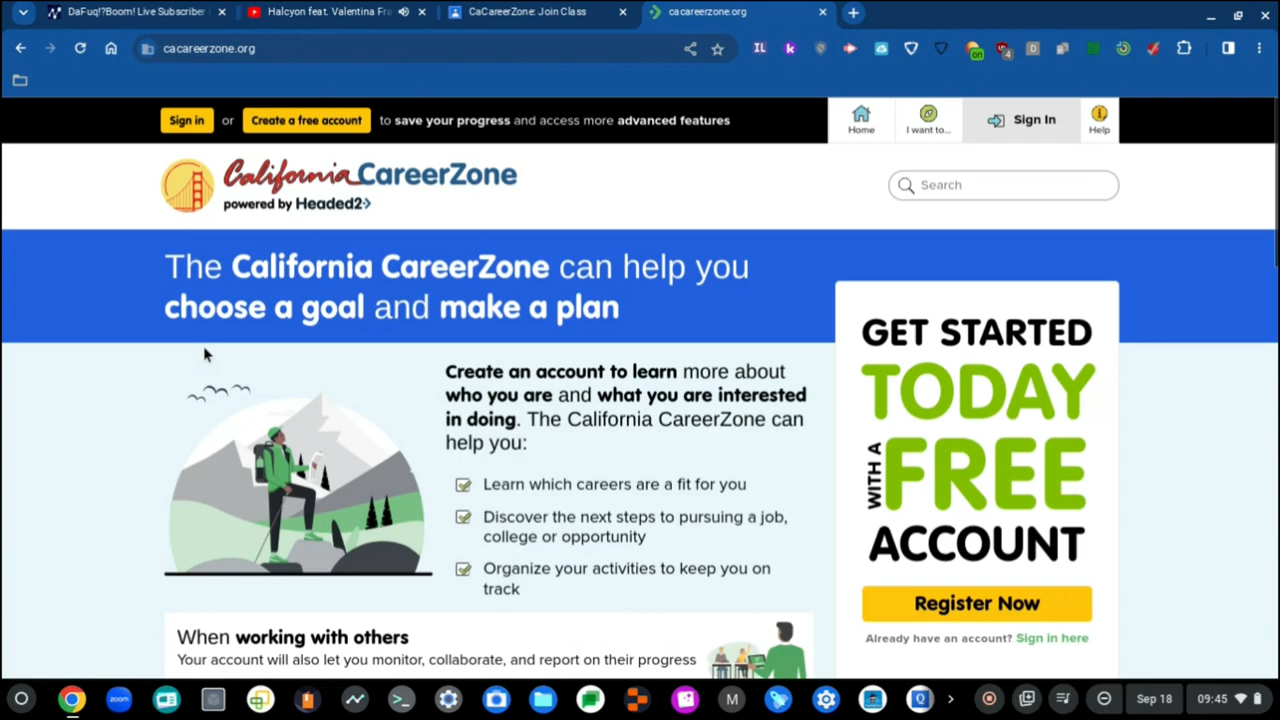 DaFuq!?Boom! Live Subscriber
Halcyon feat. Valentina Fra
CaCareerZone: Join Class
cacareerzone.org
cacareerzone.org
IL
k
D
on
4
Sign in or Create a free account to save your progress and access more advanced features
Home
I want to...
Sign In
Help
California CareerZone
powered by Headed2
Search
The California CareerZone can help you
choose a goal and make a plan
Create an account to learn more about
who you are and what you are interested
in doing. The California CareerZone can
help you:
Learn which careers are a fit for you
Discover the next steps to pursuing a job,
college or opportunity
Organize your activities to keep you on
track
GET STARTED
TODAY
WITH A
FREE
ACCOUNT
Register Now
Already have an account? Sign in here
When working with others
Your account will also let you monitor, collaborate, and report on their progress
zoom
M
Q
Sep 18
09:45